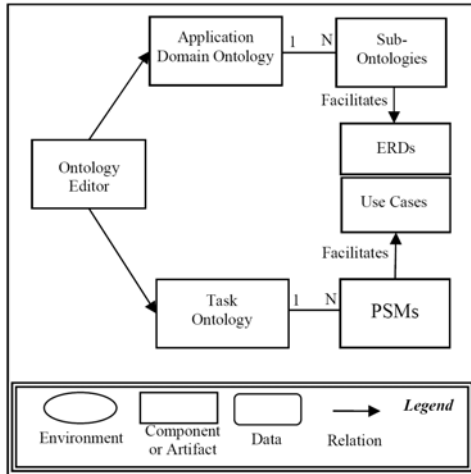 Application
Domain Ontology
1
N
Sub-
Ontologies
Facilitates
ERDs
Ontology
Editor
Use Cases
Facilitates
Task
Ontology
1
N
PSMs
Legend
Environment
Component
or Artifact
Data
Relation